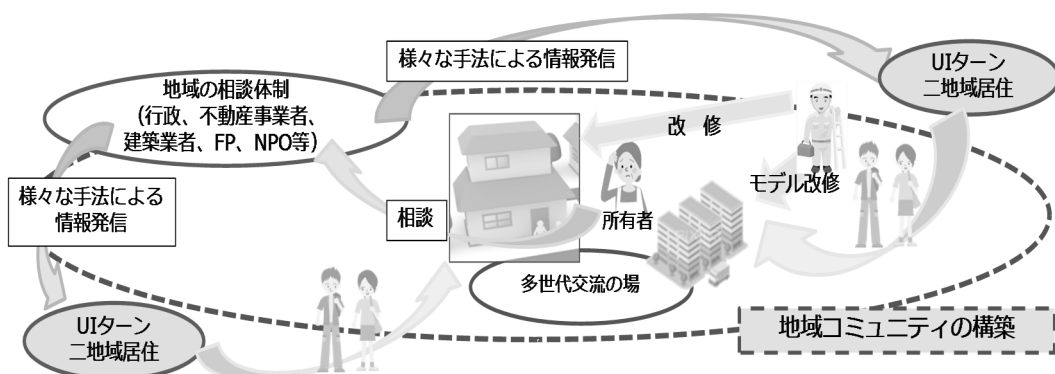 様々な手法による情報発信
UIターン
二地域居住
地域の相談体制
（行政、不動産事業者、
建築業者、FP、NPO等）
改　修
モデル改修
様々な手法による
情報発信
相談
所有者
多世代交流の場
UIターン
二地域居住
地域コミュニティの構築